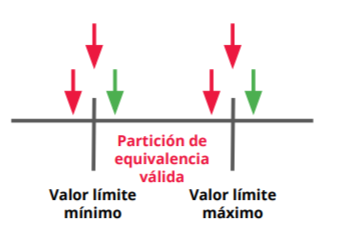 Partición de
equivalencia
válida
Valor límite
mínimo
Valor límite
máximo